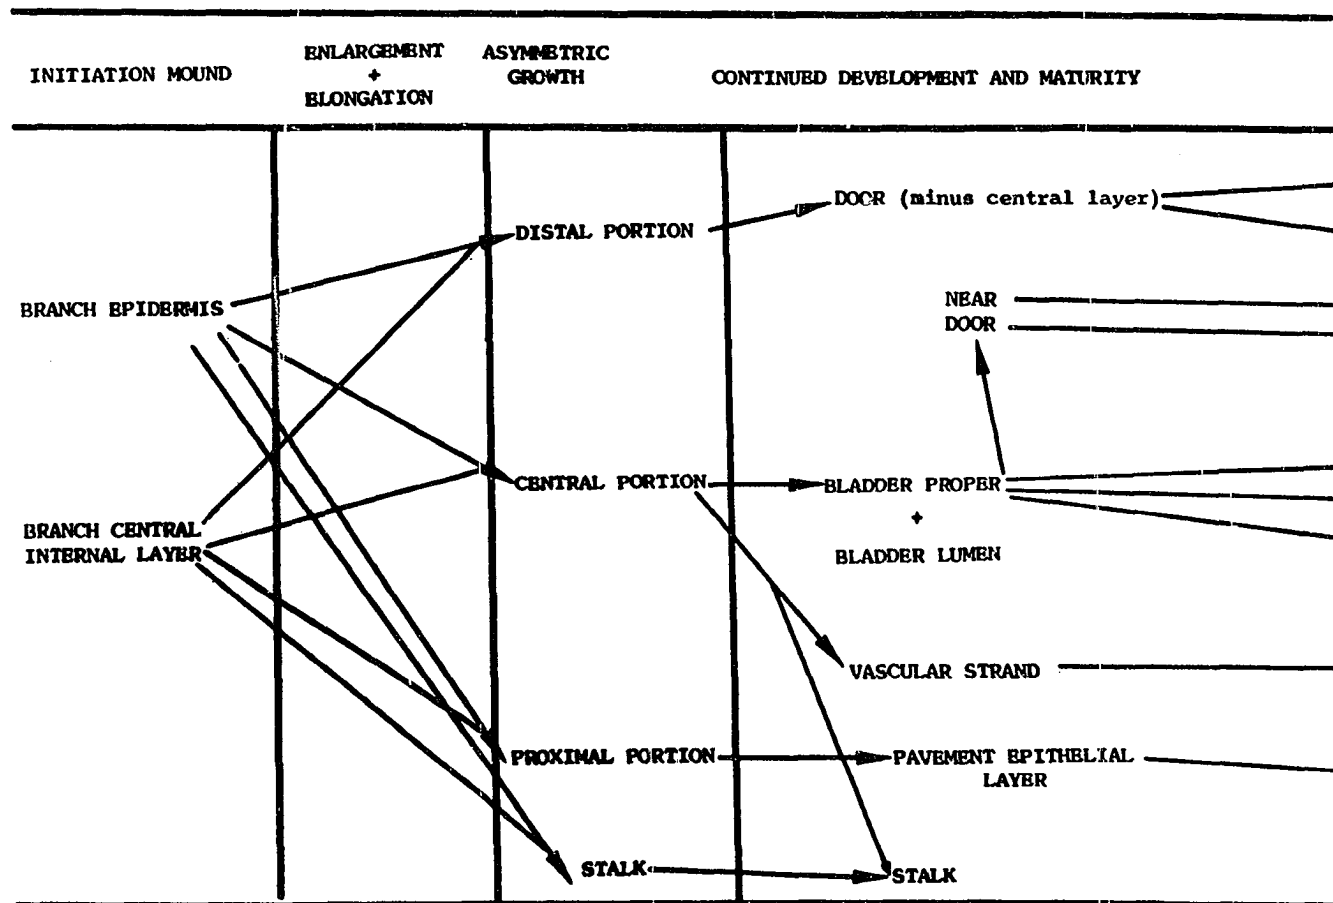 INITIATION MOUND
ENLARGEMENT
+
ELONGATION
ASYMMETRIC
GROWTH
CONTINUED DEVELOPMENT AND MATURITY
DOOR (minus central layer)
DISTAL PORTION
BRANCH EPIDERMIS
NEAR
DOOR
CENTRAL PORTION
BLADDER PROPER
+
BLADDER LUMEN
BRANCH CENTRAL
INTERNAL LAYER
VASCULAR STRAND
PROXIMAL PORTION
PAVEMENT EPITHELIAL
LAYER
STALK
STALK